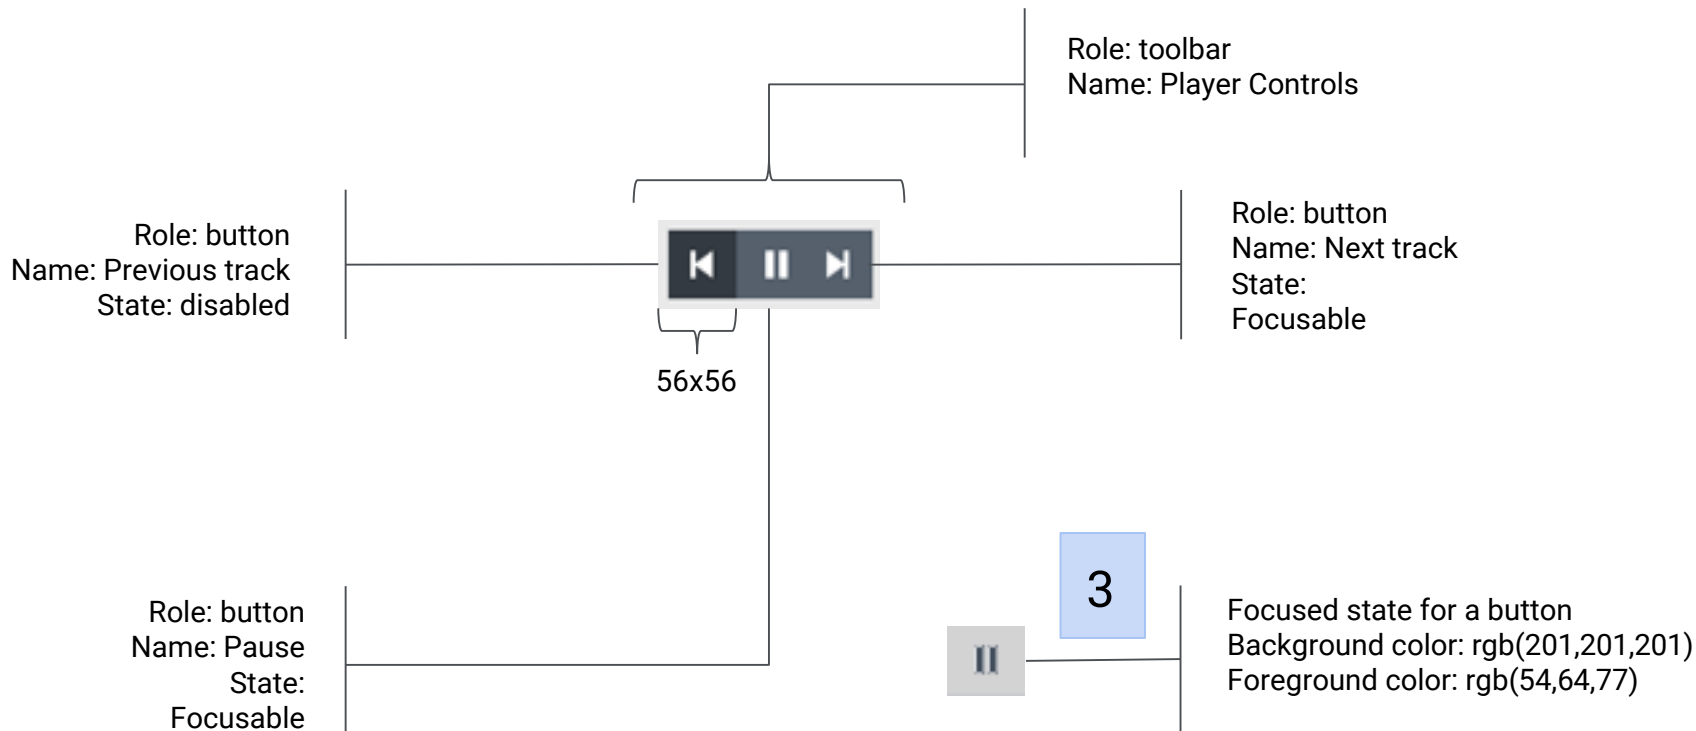 Role: toolbar
Name: Player Controls
Role: button
Name: Previous track
State: disabled
Role: button
Name: Next track
State:
Focusable
56x56
Role: button
Name: Pause
State:
Focusable
3
Focused state for a button
Background color: rgb(201,201,201)
Foreground color: rgb(54,64,77)